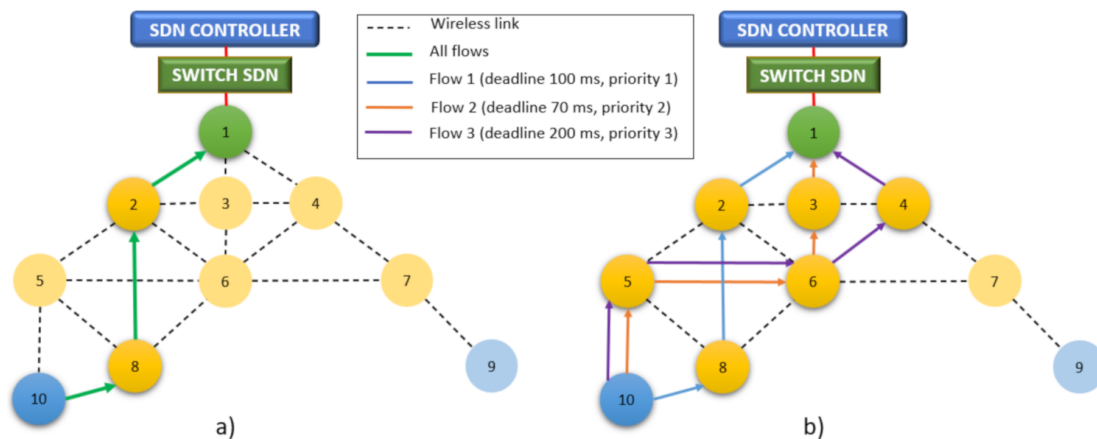 SDN CONTROLLER
SWITCH SDN
1
2
3
4
5
6
7
8
9
10
a)
Wireless link
All flows
Flow 1 (deadline 100 ms, priority 1)
Flow 2 (deadline 70 ms, priority 2)
Flow 3 (deadline 200 ms, priority 3)
SDN CONTROLLER
SWITCH SDN
1
2
3
4
5
6
7
8
9
10
b)